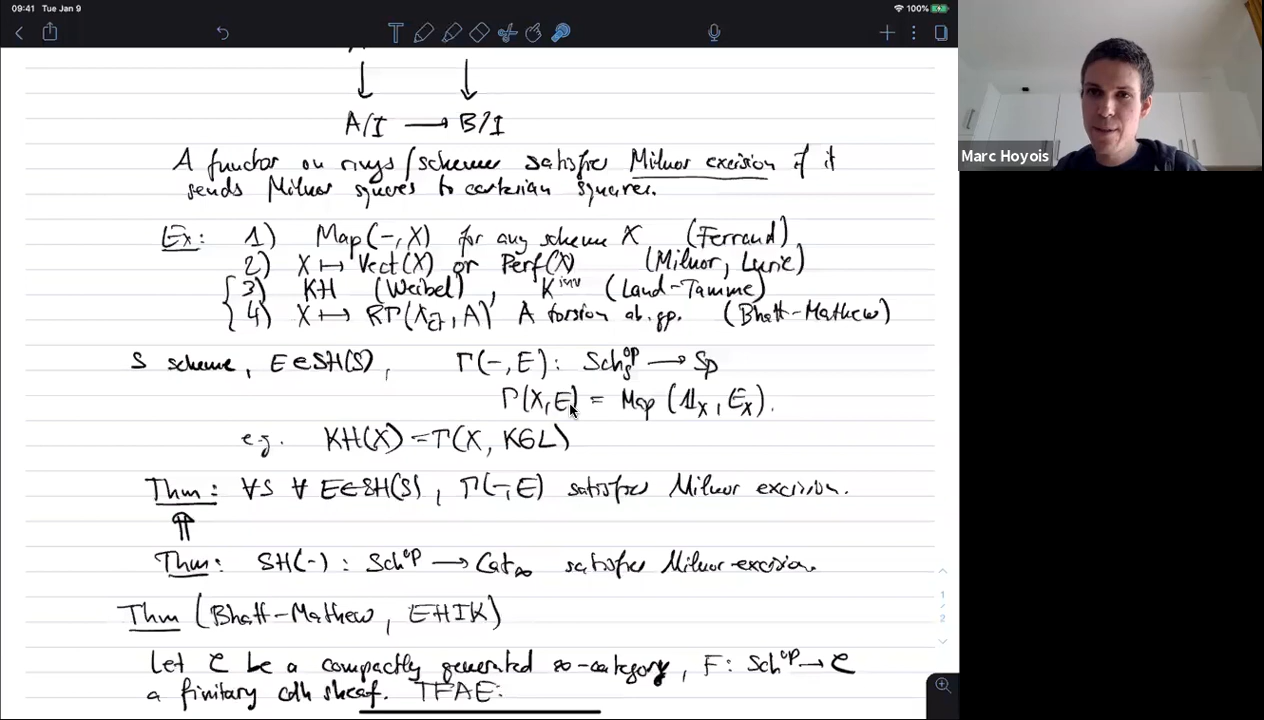 09:41 Tue Jan 9
100%
A/I → B/I
A functor on rings/schemes satisfies Milnor excision if it
sends Milnor squares to cartesian squares.
Ex: 1) Map(-, X) for any scheme X (Ferrand)
2) X ↦ Vect(X) or Perf(X) (Milnor, Lurie)
3) KH (Weibel), K^inv (Land-Tamme)
4) X ↦ RΓ(X_ét, A) A torsion ab. gp. (Bhatt-Mathew)
S scheme, E ∈ SH(S), Γ(-, E): Sch_S^op → Sp
Γ(X, E) = Map(𝟙_X, E_X).
e.g. KH(X) = Γ(X, KGL)
Thm: ∀S ∀ E∈SH(S), Γ(-, E) satisfies Milnor excision.
⇑
Thm: SH(-): Sch^op → Cat_∞ satisfies Milnor excision.
Thm (Bhatt-Mathew, EHIK)
Let C be a compactly generated ∞-category, F: Sch^op → C
a finitary cdh sheaf. TFAE:
Marc Hoyois
1/2